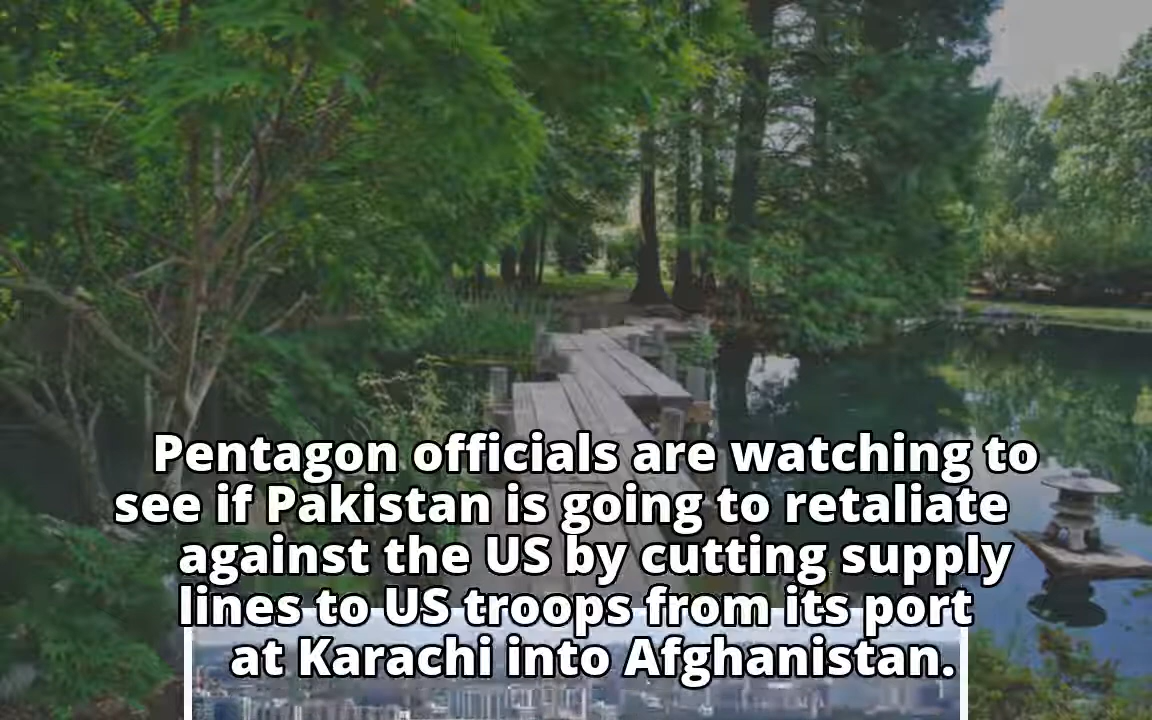 Pentagon officials are watching to
see if Pakistan is going to retaliate
against the US by cutting supply
lines to US troops from its port
at Karachi into Afghanistan.